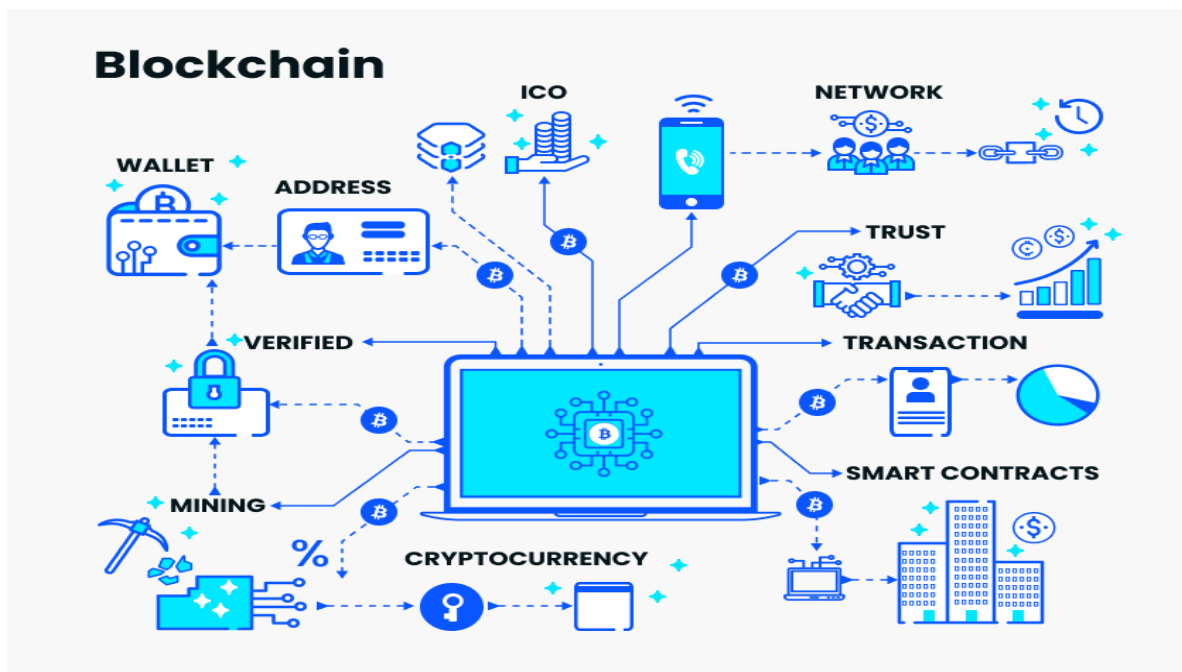 Blockchain
ICO
NETWORK
WALLET
ADDRESS
TRUST
VERIFIED
TRANSACTION
SMART CONTRACTS
MINING
%
CRYPTOCURRENCY